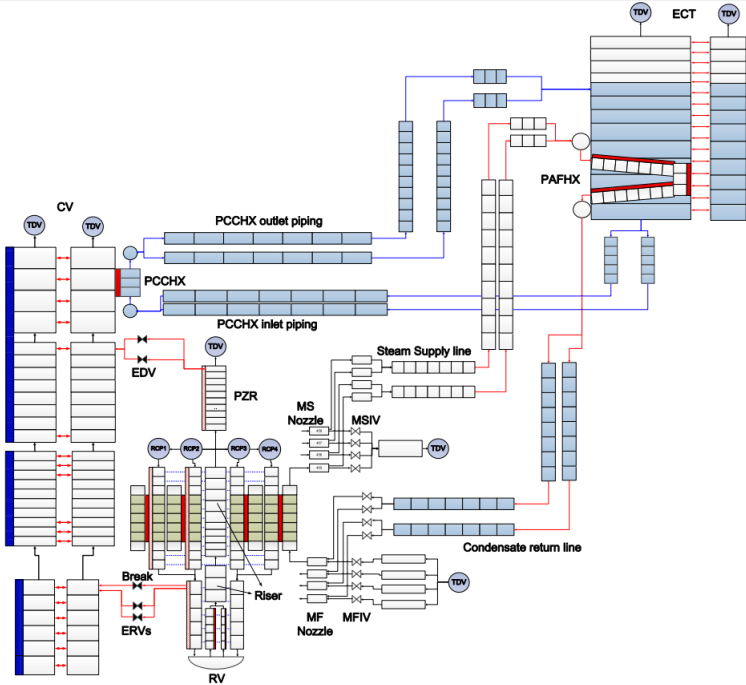 TDV
ECT
TDV
PAFHX
CV
TDV
TDV
PCCHX outlet piping
PCCHX
PCCHX inlet piping
EDV
TDV
PZR
Steam Supply line
MS
Nozzle
MSIV
TDV
RCP1
RCP2
RCP3
RCP4
Condensate return line
Break
ERVs
Riser
MF
Nozzle
MFIV
TDV
RV